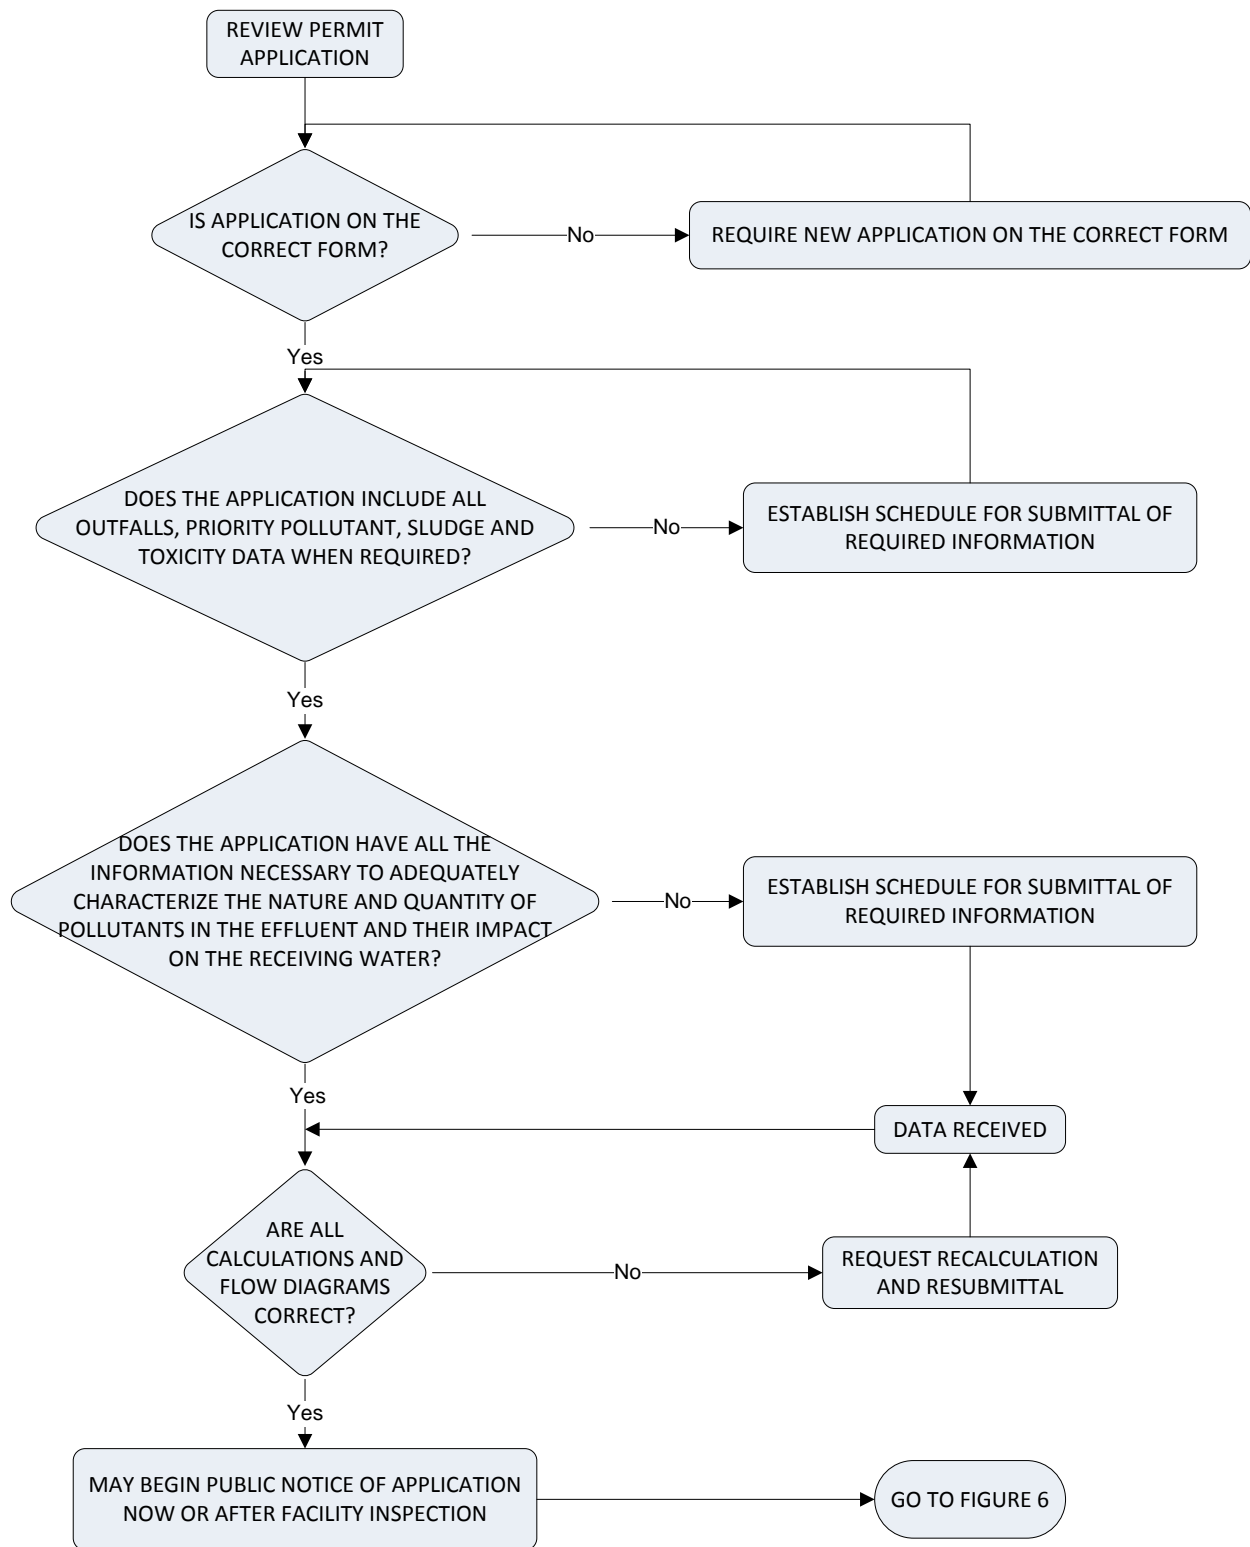 REVIEW PERMIT
APPLICATION
IS APPLICATION ON THE
CORRECT FORM?
No
REQUIRE NEW APPLICATION ON THE CORRECT FORM
Yes
DOES THE APPLICATION INCLUDE ALL
OUTFALLS, PRIORITY POLLUTANT, SLUDGE AND
TOXICITY DATA WHEN REQUIRED?
No
ESTABLISH SCHEDULE FOR SUBMITTAL OF
REQUIRED INFORMATION
Yes
DOES THE APPLICATION HAVE ALL THE
INFORMATION NECESSARY TO ADEQUATELY
CHARACTERIZE THE NATURE AND QUANTITY OF
POLLUTANTS IN THE EFFLUENT AND THEIR IMPACT
ON THE RECEIVING WATER?
No
ESTABLISH SCHEDULE FOR SUBMITTAL OF
REQUIRED INFORMATION
Yes
DATA RECEIVED
ARE ALL
CALCULATIONS AND
FLOW DIAGRAMS
CORRECT?
No
REQUEST RECALCULATION
AND RESUBMITTAL
Yes
MAY BEGIN PUBLIC NOTICE OF APPLICATION
NOW OR AFTER FACILITY INSPECTION
GO TO FIGURE 6